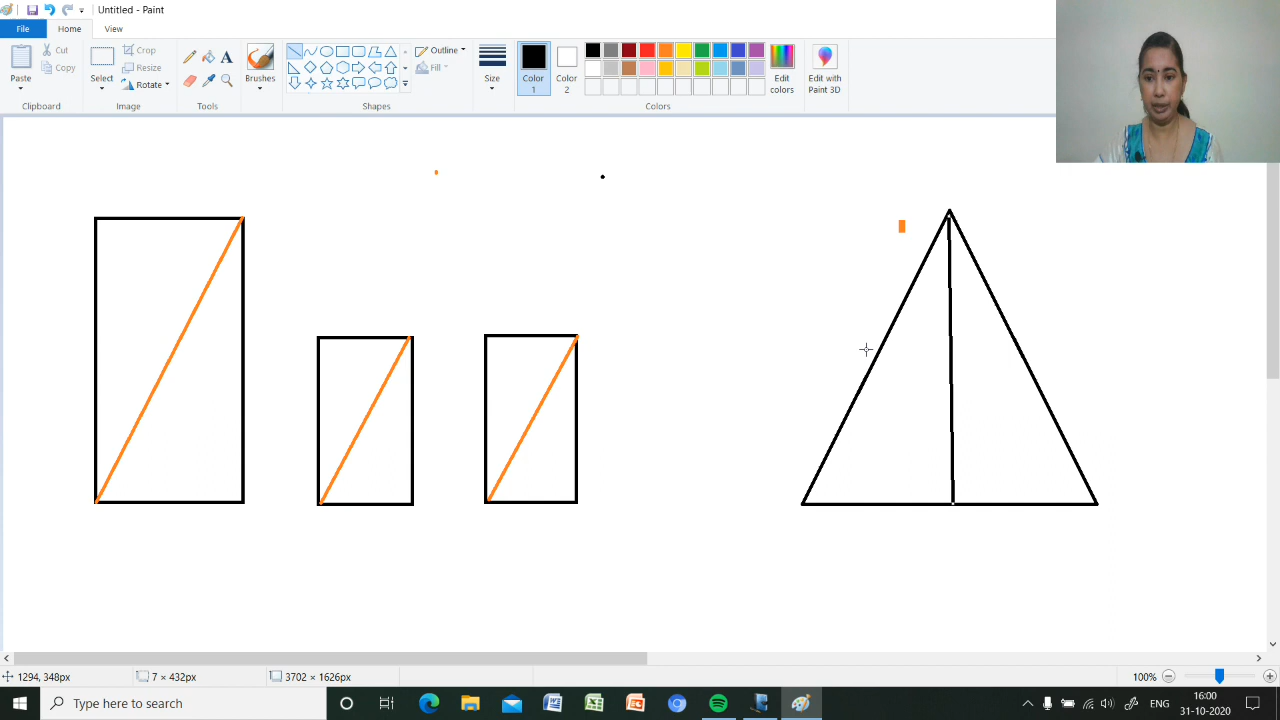 Untitled - Paint
File Home View
Paste
Cut
Copy
Clipboard
Select
Crop
Resize
Rotate
Image
A
Tools
Brushes
Shapes
Outline
Fill
Size
Color 1
Color 2
Colors
Edit colors
Edit with Paint 3D
1294, 348px
7 × 432px
3702 × 1626px
100%
Type here to search
ENG
16:00
31-10-2020